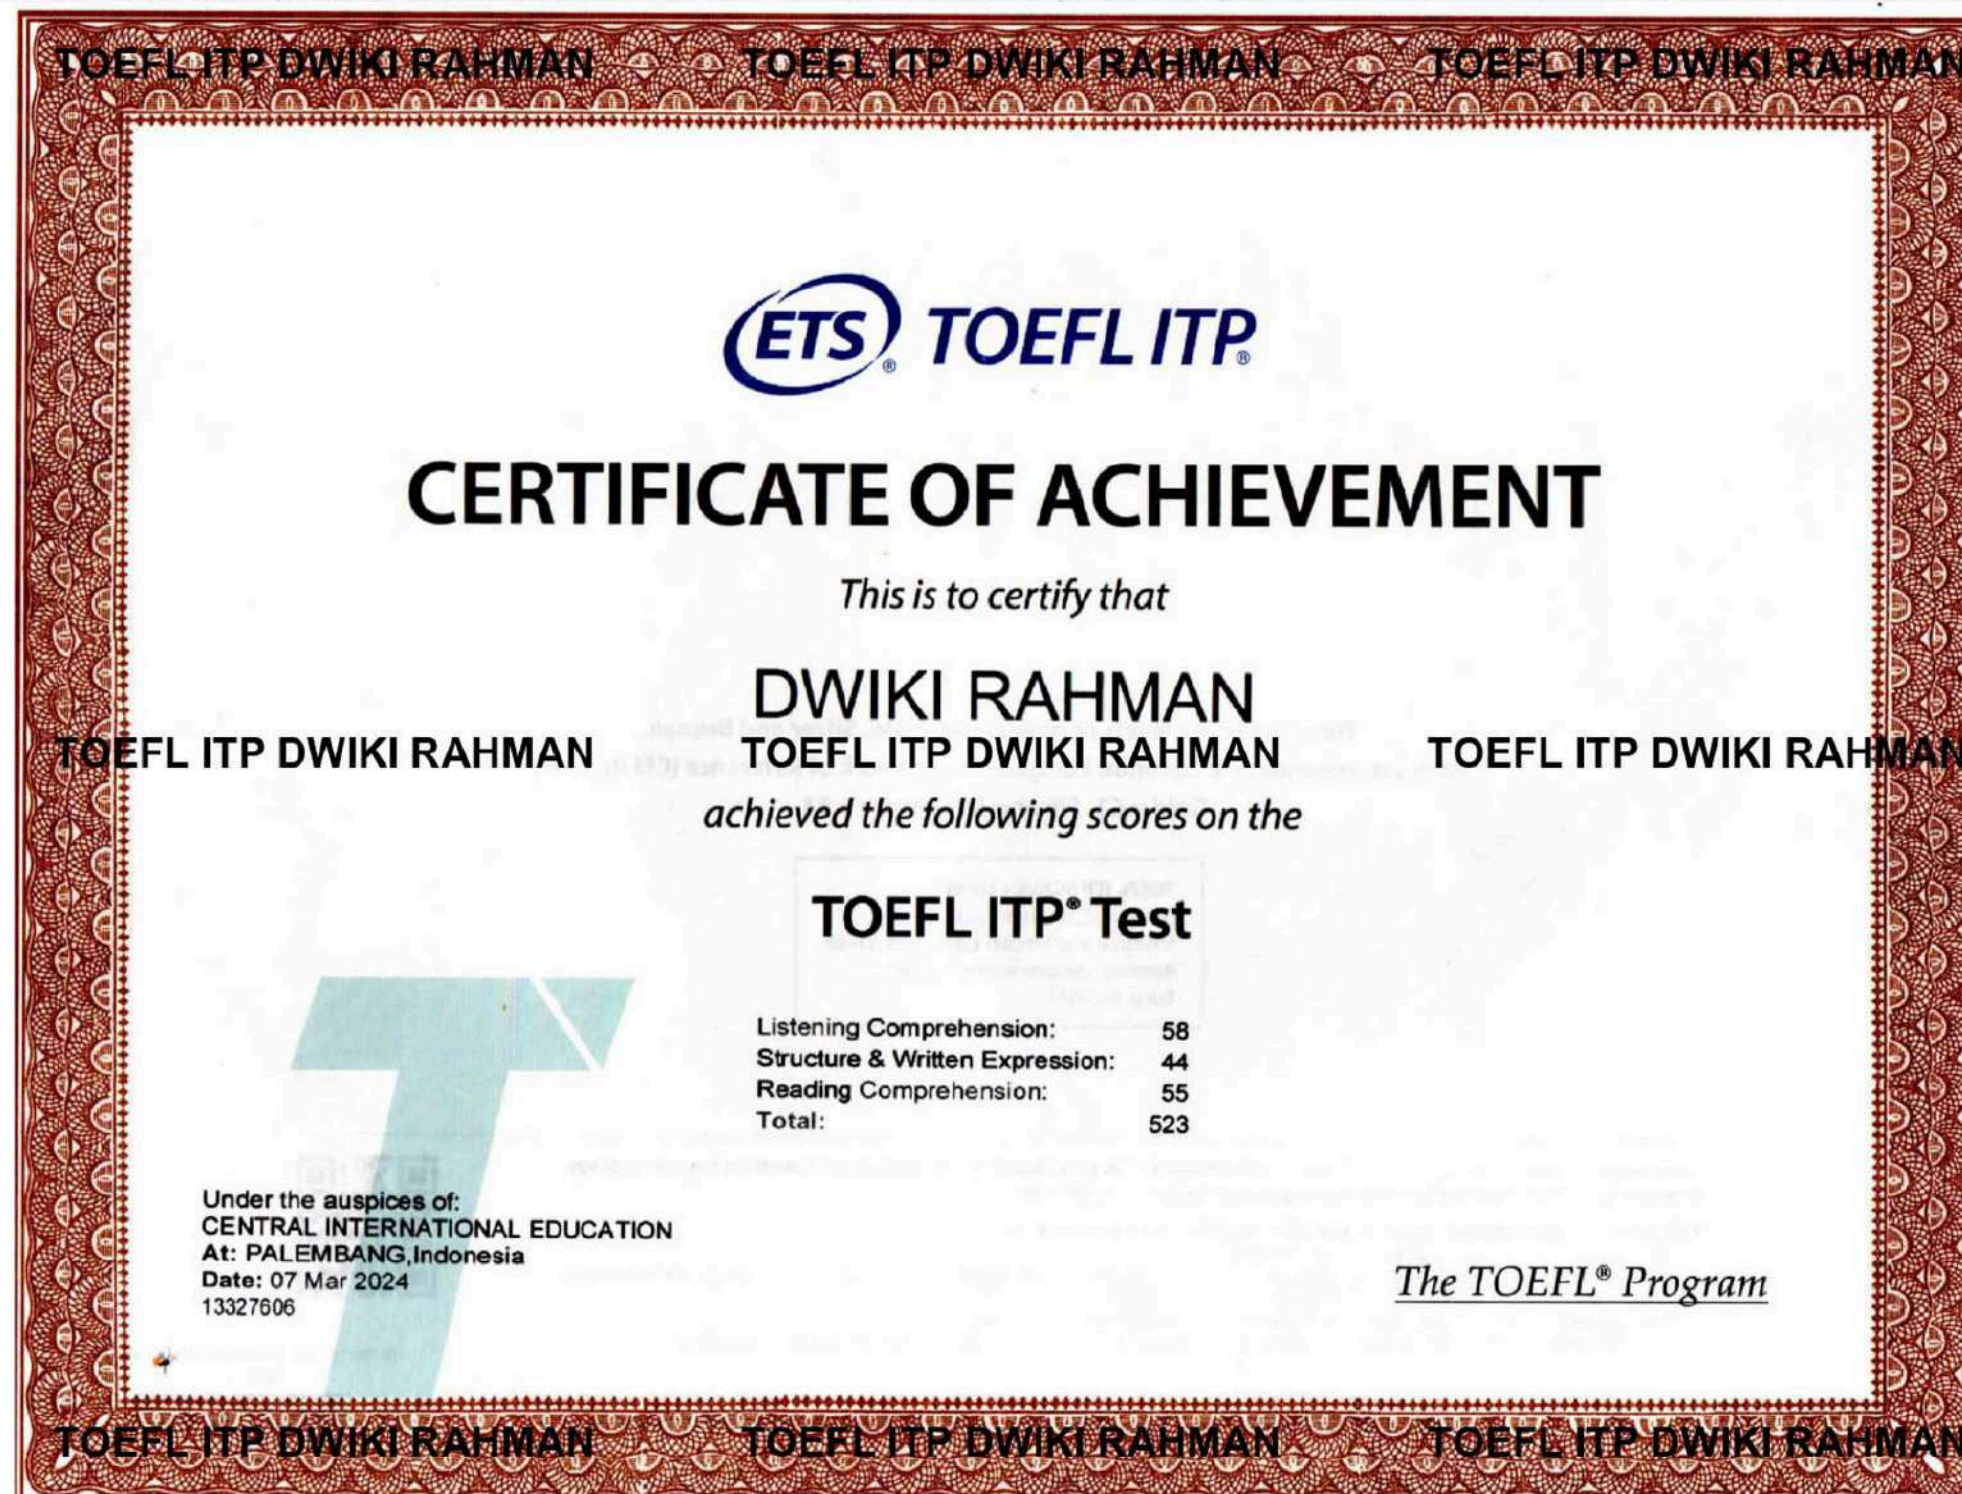 TOEFL ITP DWIKI RAHMAN TOEFL ITP DWIKI RAHMAN TOEFL ITP DWIKI RAHMAN
ETS® TOEFL ITP®
CERTIFICATE OF ACHIEVEMENT
This is to certify that
DWIKI RAHMAN
TOEFL ITP DWIKI RAHMAN TOEFL ITP DWIKI RAHMAN TOEFL ITP DWIKI RAHMAN
achieved the following scores on the
TOEFL ITP® Test
Listening Comprehension: 58
Structure & Written Expression: 44
Reading Comprehension: 55
Total: 523
Under the auspices of:
CENTRAL INTERNATIONAL EDUCATION
At: PALEMBANG,Indonesia
Date: 07 Mar 2024
13327606
The TOEFL® Program
TOEFL ITP DWIKI RAHMAN TOEFL ITP DWIKI RAHMAN TOEFL ITP DWIKI RAHMAN